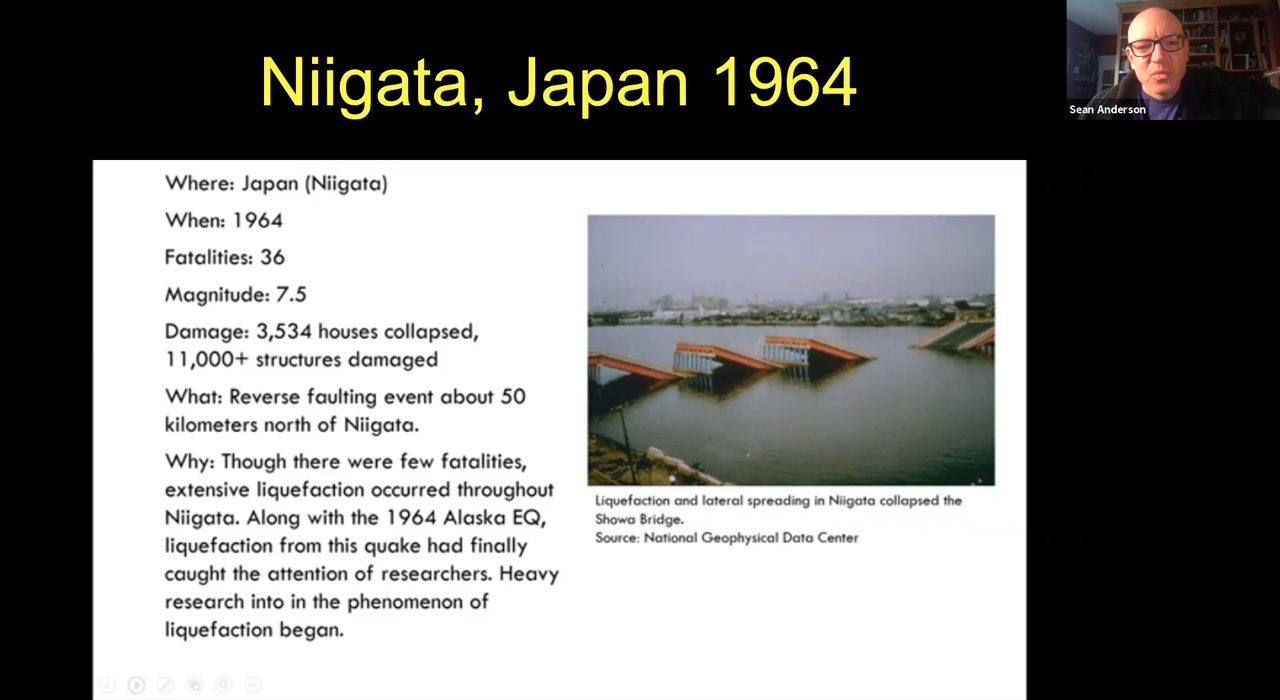 Niigata, Japan 1964
Sean Anderson
Where: Japan (Niigata)
When: 1964
Fatalities: 36
Magnitude: 7.5
Damage: 3,534 houses collapsed,
11,000+ structures damaged
What: Reverse faulting event about 50
kilometers north of Niigata.
Why: Though there were few fatalities,
extensive liquefaction occurred throughout
Niigata. Along with the 1964 Alaska EQ,
liquefaction from this quake had finally
caught the attention of researchers. Heavy
research into in the phenomenon of
liquefaction began.
Liquefaction and lateral spreading in Niigata collapsed the
Showa Bridge.
Source: National Geophysical Data Center